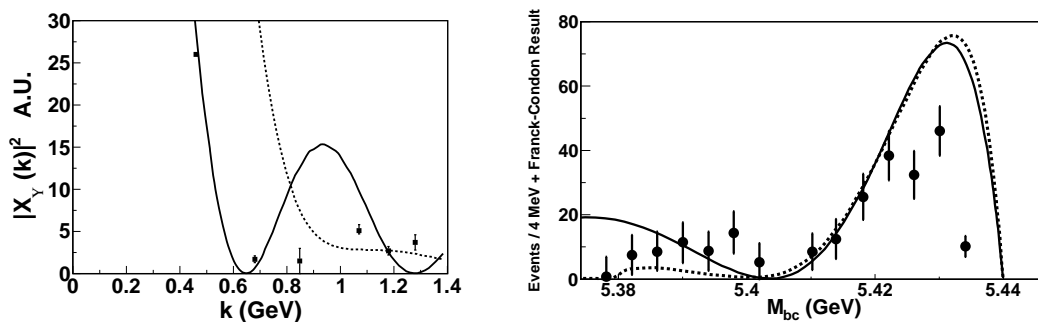 |X_Y (k)|² A.U.
30
25
20
15
10
5
0
0 0.2 0.4 0.6 0.8 1 1.2 1.4
k (GeV)
Events / 4 MeV + Franck-Condon Result
80
60
40
20
0
5.38 5.4 5.42 5.44
M_bc (GeV)